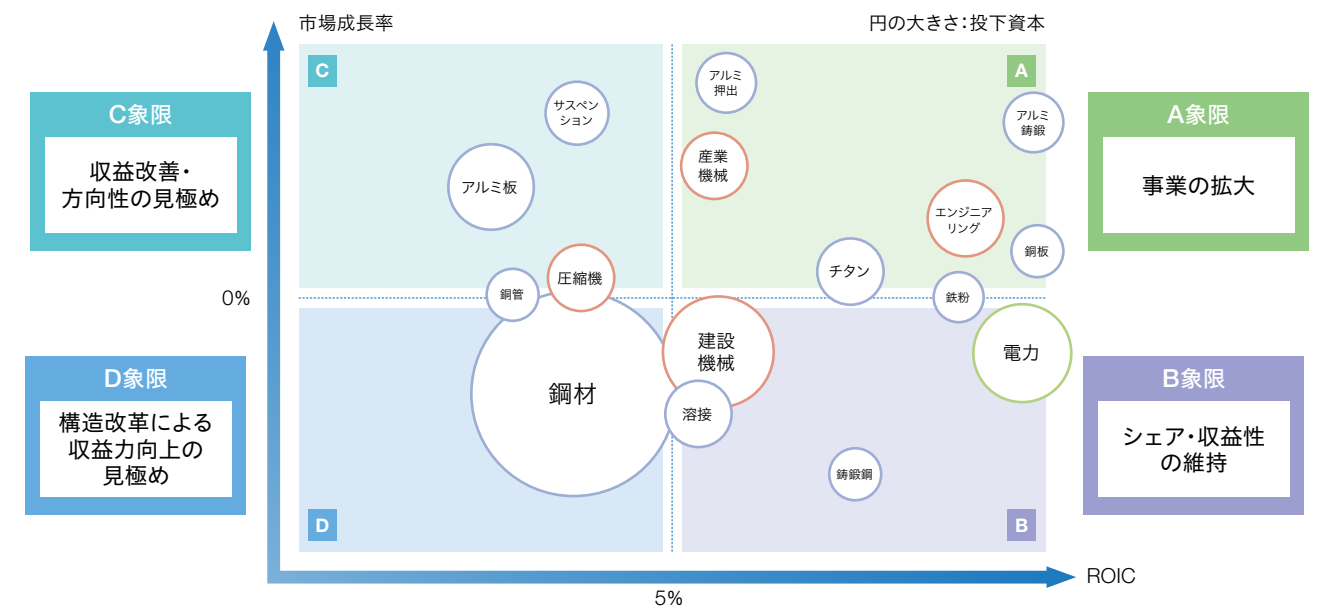 市場成長率
円の大きさ：投下資本
C
A
アルミ
押出
サスペン
ション
アルミ
鋳鍛
C象限
収益改善・
方向性の見極め
A象限
事業の拡大
産業
機械
アルミ板
エンジニア
リング
銅板
チタン
圧縮機
銅管
鉄粉
0%
建設
機械
電力
鋼材
溶接
D象限
構造改革による
収益力向上の
見極め
B象限
シェア・収益性
の維持
鋳鍛鋼
D
B
ROIC
5%